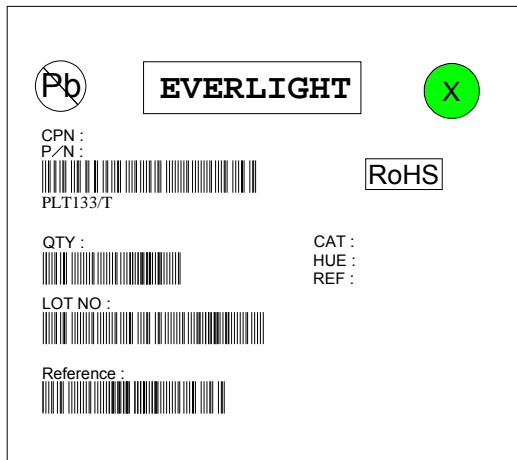 Pb
EVERLIGHT
X
CPN :
P/N :
RoHS
PLT133/T
QTY :
CAT :
HUE :
REF :
LOT NO :
Reference :